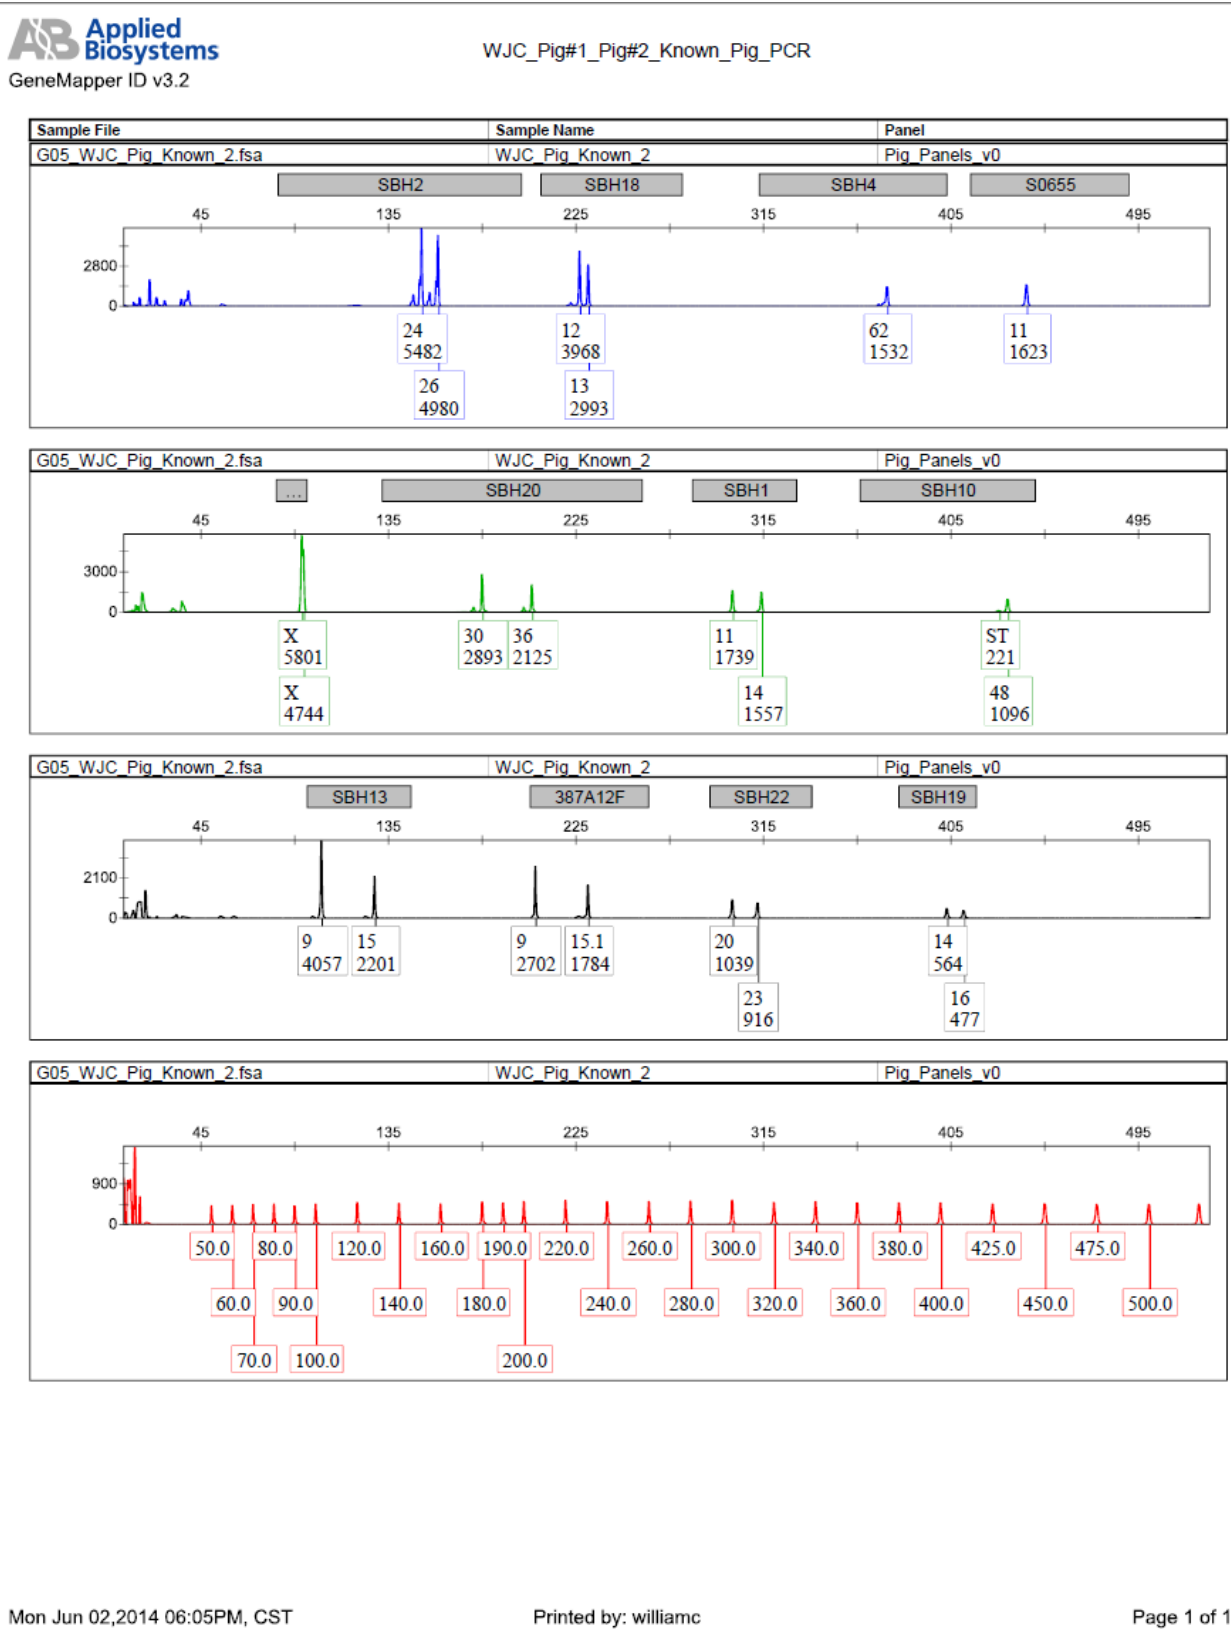 AB Applied
Biosystems
WJC_Pig#1_Pig#2_Known_Pig_PCR
GeneMapper ID v3.2
Sample File Sample Name Panel
G05_WJC_Pig_Known_2.fsa WJC_Pig_Known_2 Pig_Panels_v0
SBH2 SBH18 SBH4 S0655
45 135 225 315 405 495
2800
0
24 12 62 11
5482 3968 1532 1623
26 13
4980 2993
G05_WJC_Pig_Known_2.fsa WJC_Pig_Known_2 Pig_Panels_v0
... SBH20 SBH1 SBH10
45 135 225 315 405 495
3000
0
X 30 36 11 ST
5801 2893 2125 1739 221
X 14 48
4744 1557 1096
G05_WJC_Pig_Known_2.fsa WJC_Pig_Known_2 Pig_Panels_v0
SBH13 387A12F SBH22 SBH19
45 135 225 315 405 495
2100
0
9 15 9 15.1 20 14
4057 2201 2702 1784 1039 564
23 16
916 477
G05_WJC_Pig_Known_2.fsa WJC_Pig_Known_2 Pig_Panels_v0
45 135 225 315 405 495
900
0
50.0 80.0 120.0 160.0 190.0 220.0 260.0 300.0 340.0 380.0 425.0 475.0
60.0 90.0 140.0 180.0 240.0 280.0 320.0 360.0 400.0 450.0 500.0
70.0 100.0 200.0
Mon Jun 02,2014 06:05PM, CST Printed by: williamc Page 1 of 1